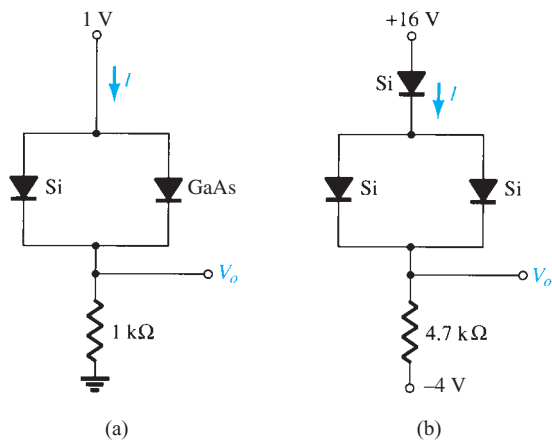 1 V
I
Si
GaAs
Vo
1 kΩ
(a)
+16 V
Si
I
Si
Si
Vo
4.7 kΩ
–4 V
(b)